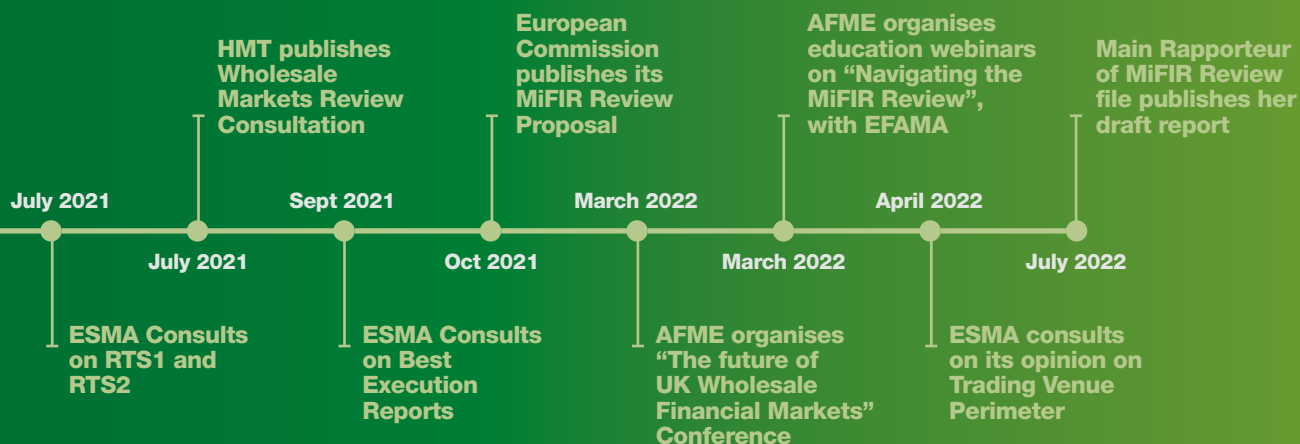 HMT publishes
Wholesale
Markets Review
Consultation
European
Commission
publishes its
MiFIR Review
Proposal
AFME organises
education webinars
on “Navigating the
MiFIR Review”,
with EFAMA
Main Rapporteur
of MiFIR Review
file publishes her
draft report
July 2021
Sept 2021
March 2022
April 2022
July 2021
Oct 2021
March 2022
July 2022
ESMA Consults
on RTS1 and
RTS2
ESMA Consults
on Best
Execution
Reports
AFME organises
“The future of
UK Wholesale
Financial Markets”
Conference
ESMA consults
on its opinion on
Trading Venue
Perimeter